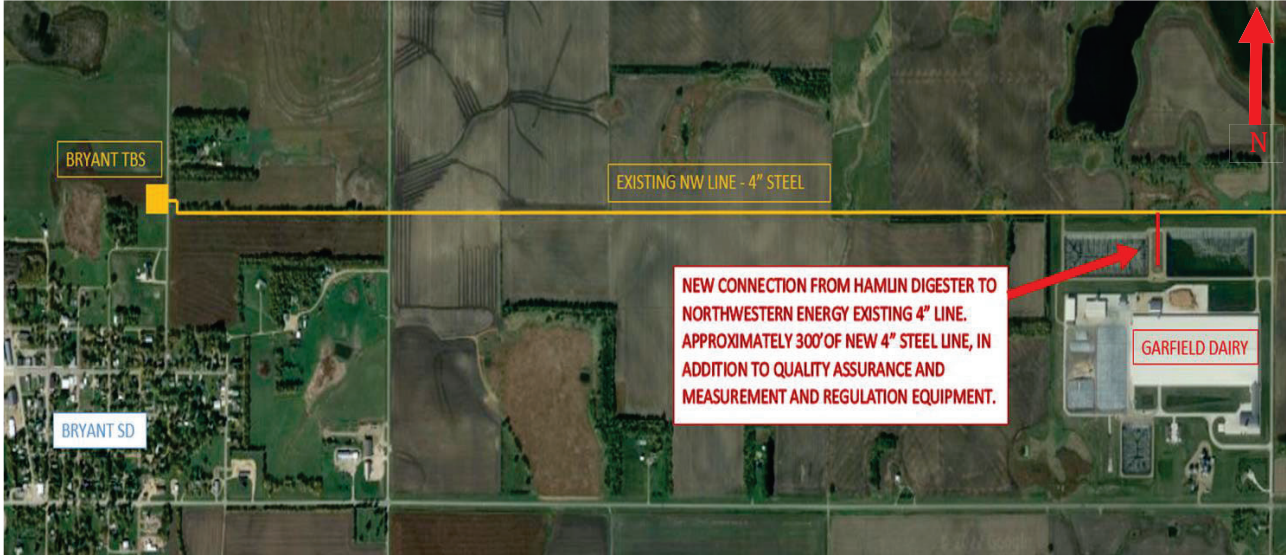 N
BRYANT TBS
EXISTING NW LINE - 4” STEEL
NEW CONNECTION FROM HAMLIN DIGESTER TO
NORTHWESTERN ENERGY EXISTING 4” LINE.
APPROXIMATELY 300’OF NEW 4” STEEL LINE, IN
ADDITION TO QUALITY ASSURANCE AND
MEASUREMENT AND REGULATION EQUIPMENT.
GARFIELD DAIRY
BRYANT SD